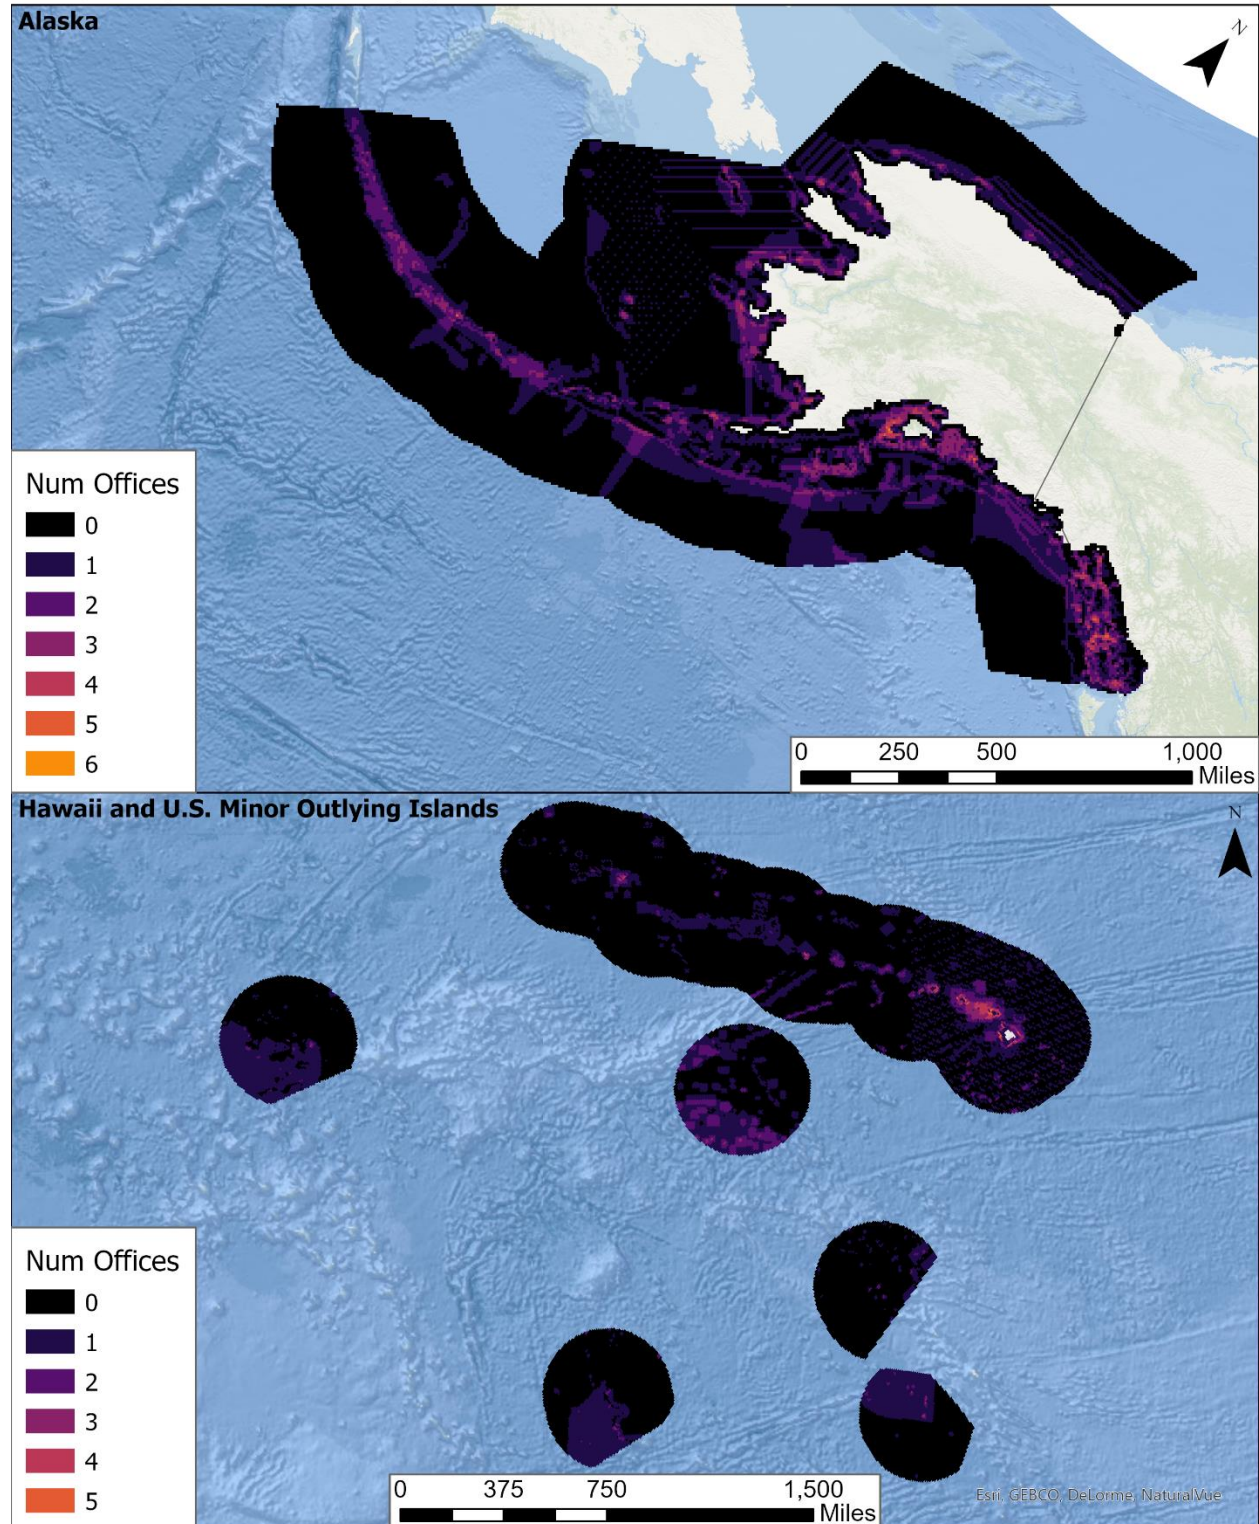 Alaska
N
Num Offices
0
1
2
3
4
5
6
0 250 500 1,000
Miles
Hawaii and U.S. Minor Outlying Islands
N
Num Offices
0
1
2
3
4
5
0 375 750 1,500
Miles
Esri, GEBCO, DeLorme, NaturalVue